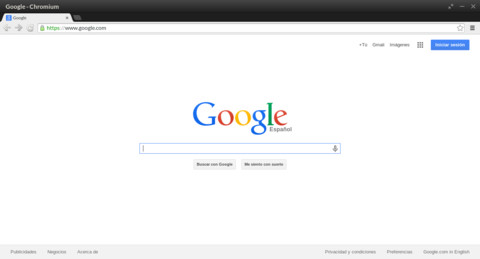 Google - Chromium
Google
https://www.google.com
+Tú Gmail Imágenes Iniciar sesión
Google
Español
Buscar con Google Me siento con suerte
Publicidades Negocios Acerca de Privacidad y condiciones Preferencias Google.com in English